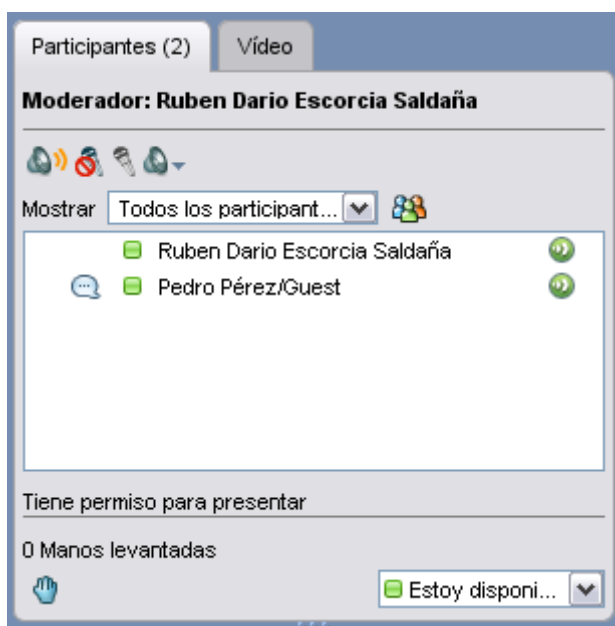 Participantes (2) Vídeo
Moderador: Ruben Dario Escorcia Saldaña
Mostrar Todos los participant...
Ruben Dario Escorcia Saldaña
Pedro Pérez/Guest
Tiene permiso para presentar
0 Manos levantadas
Estoy disponi...